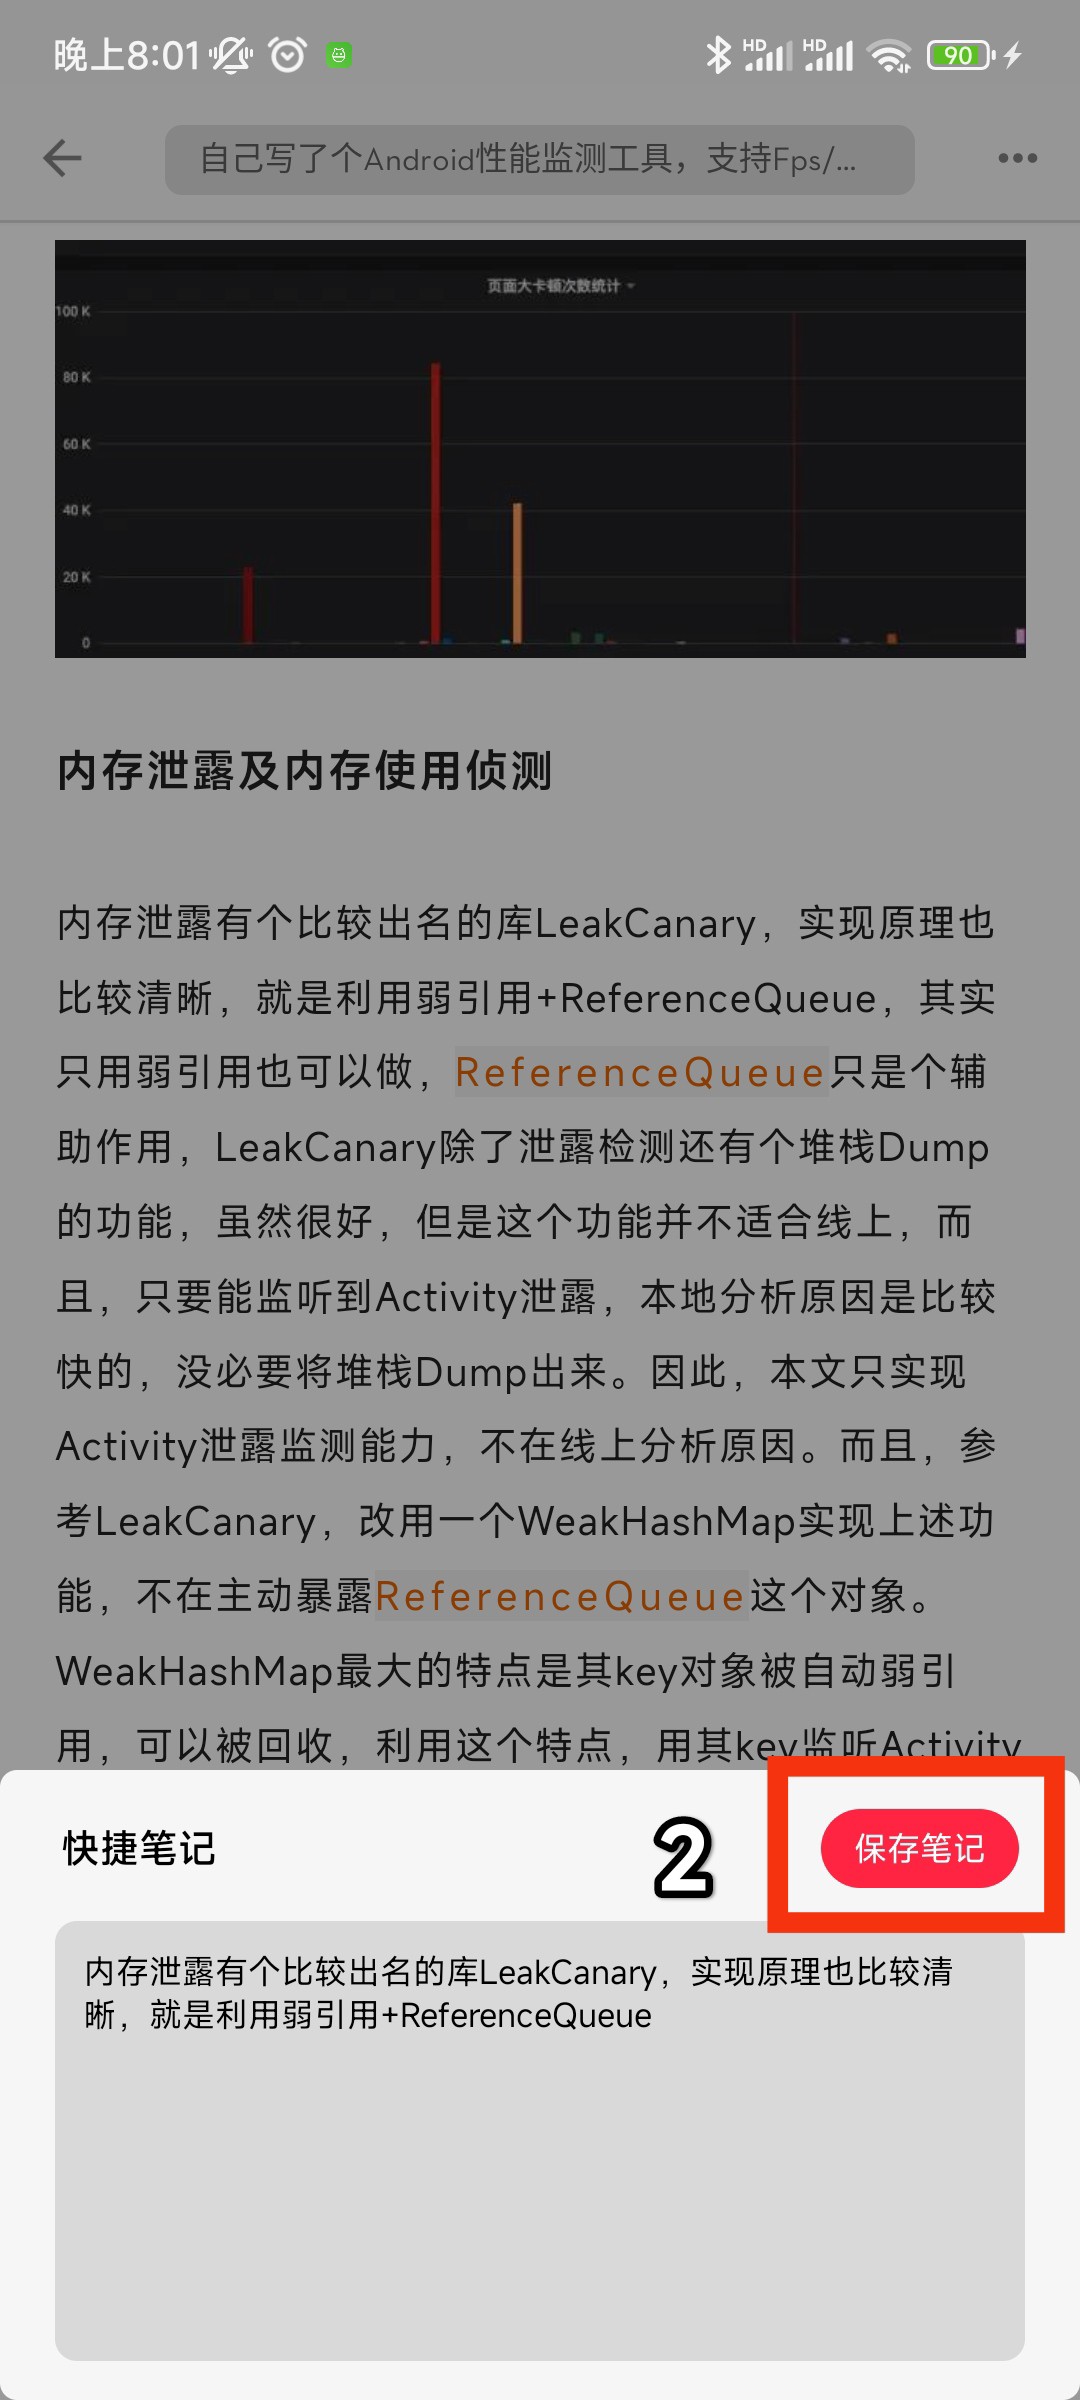 晚上8:01 HD HD 90
自己写了个Android性能监测工具，支持Fps/...
页面大卡顿次数统计
100 K
80 K
60 K
40 K
20 K
0
内存泄露及内存使用侦测
内存泄露有个比较出名的库LeakCanary，实现原理也
比较清晰，就是利用弱引用+ReferenceQueue，其实
只用弱引用也可以做，ReferenceQueue只是个辅
助作用，LeakCanary除了泄露检测还有个堆栈Dump
的功能，虽然很好，但是这个功能并不适合线上，而
且，只要能监听到Activity泄露，本地分析原因是比较
快的，没必要将堆栈Dump出来。因此，本文只实现
Activity泄露监测能力，不在线上分析原因。而且，参
考LeakCanary，改用一个WeakHashMap实现上述功
能，不在主动暴露ReferenceQueue这个对象。
WeakHashMap最大的特点是其key对象被自动弱引
用，可以被回收，利用这个特点，用其key监听Activity
快捷笔记
2
保存笔记
内存泄露有个比较出名的库LeakCanary，实现原理也比较清
晰，就是利用弱引用+ReferenceQueue